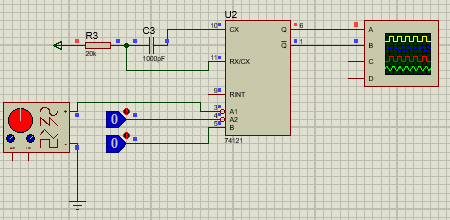 U2
R3
20k
C3
1000pF
10
CX
Q
6
A
Q
1
B
11
RX/CX
C
D
9
RINT
3
A1
4
A2
5
B
74121
0
0
+
-